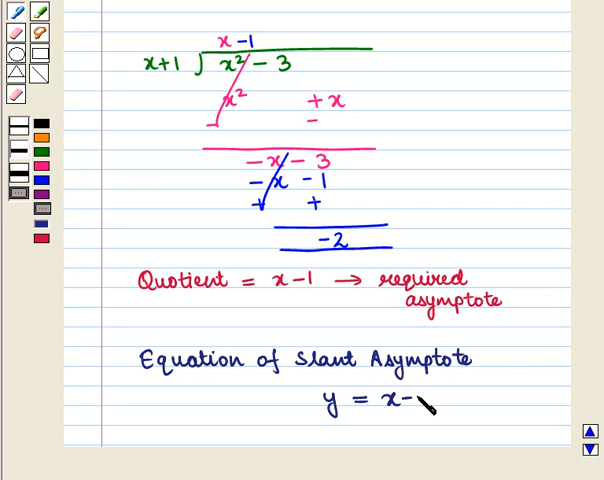 x - 1
x + 1 ) x² - 3
x² + x
- -
- x - 3
- x - 1
+ +
- 2
Quotient = x - 1 → required
asymptote
Equation of Slant Asymptote
y = x -